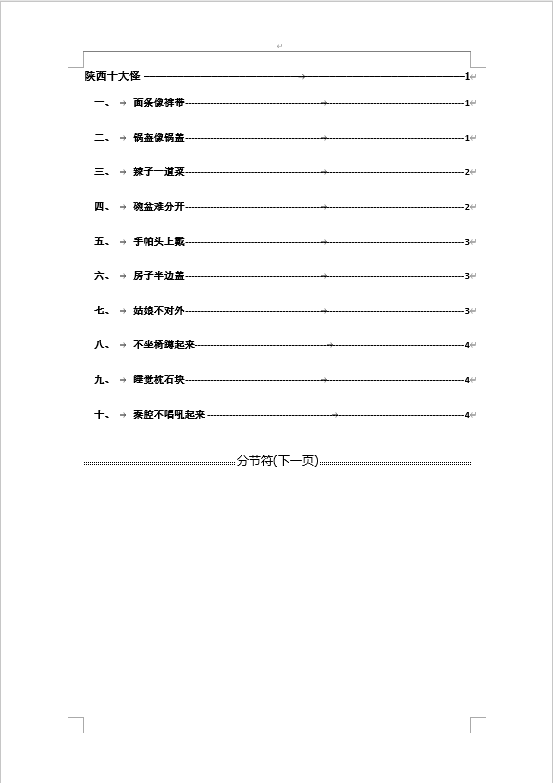 陕西十大怪 1
一、 面条像裤带 1
二、 锅盔像锅盖 1
三、 辣子一道菜 2
四、 碗盆难分开 2
五、 手帕头上戴 3
六、 房子半边盖 3
七、 姑娘不对外 3
八、 不坐椅蹲起来 4
九、 睡觉枕石块 4
十、 秦腔不唱吼起来 4
分节符(下一页)